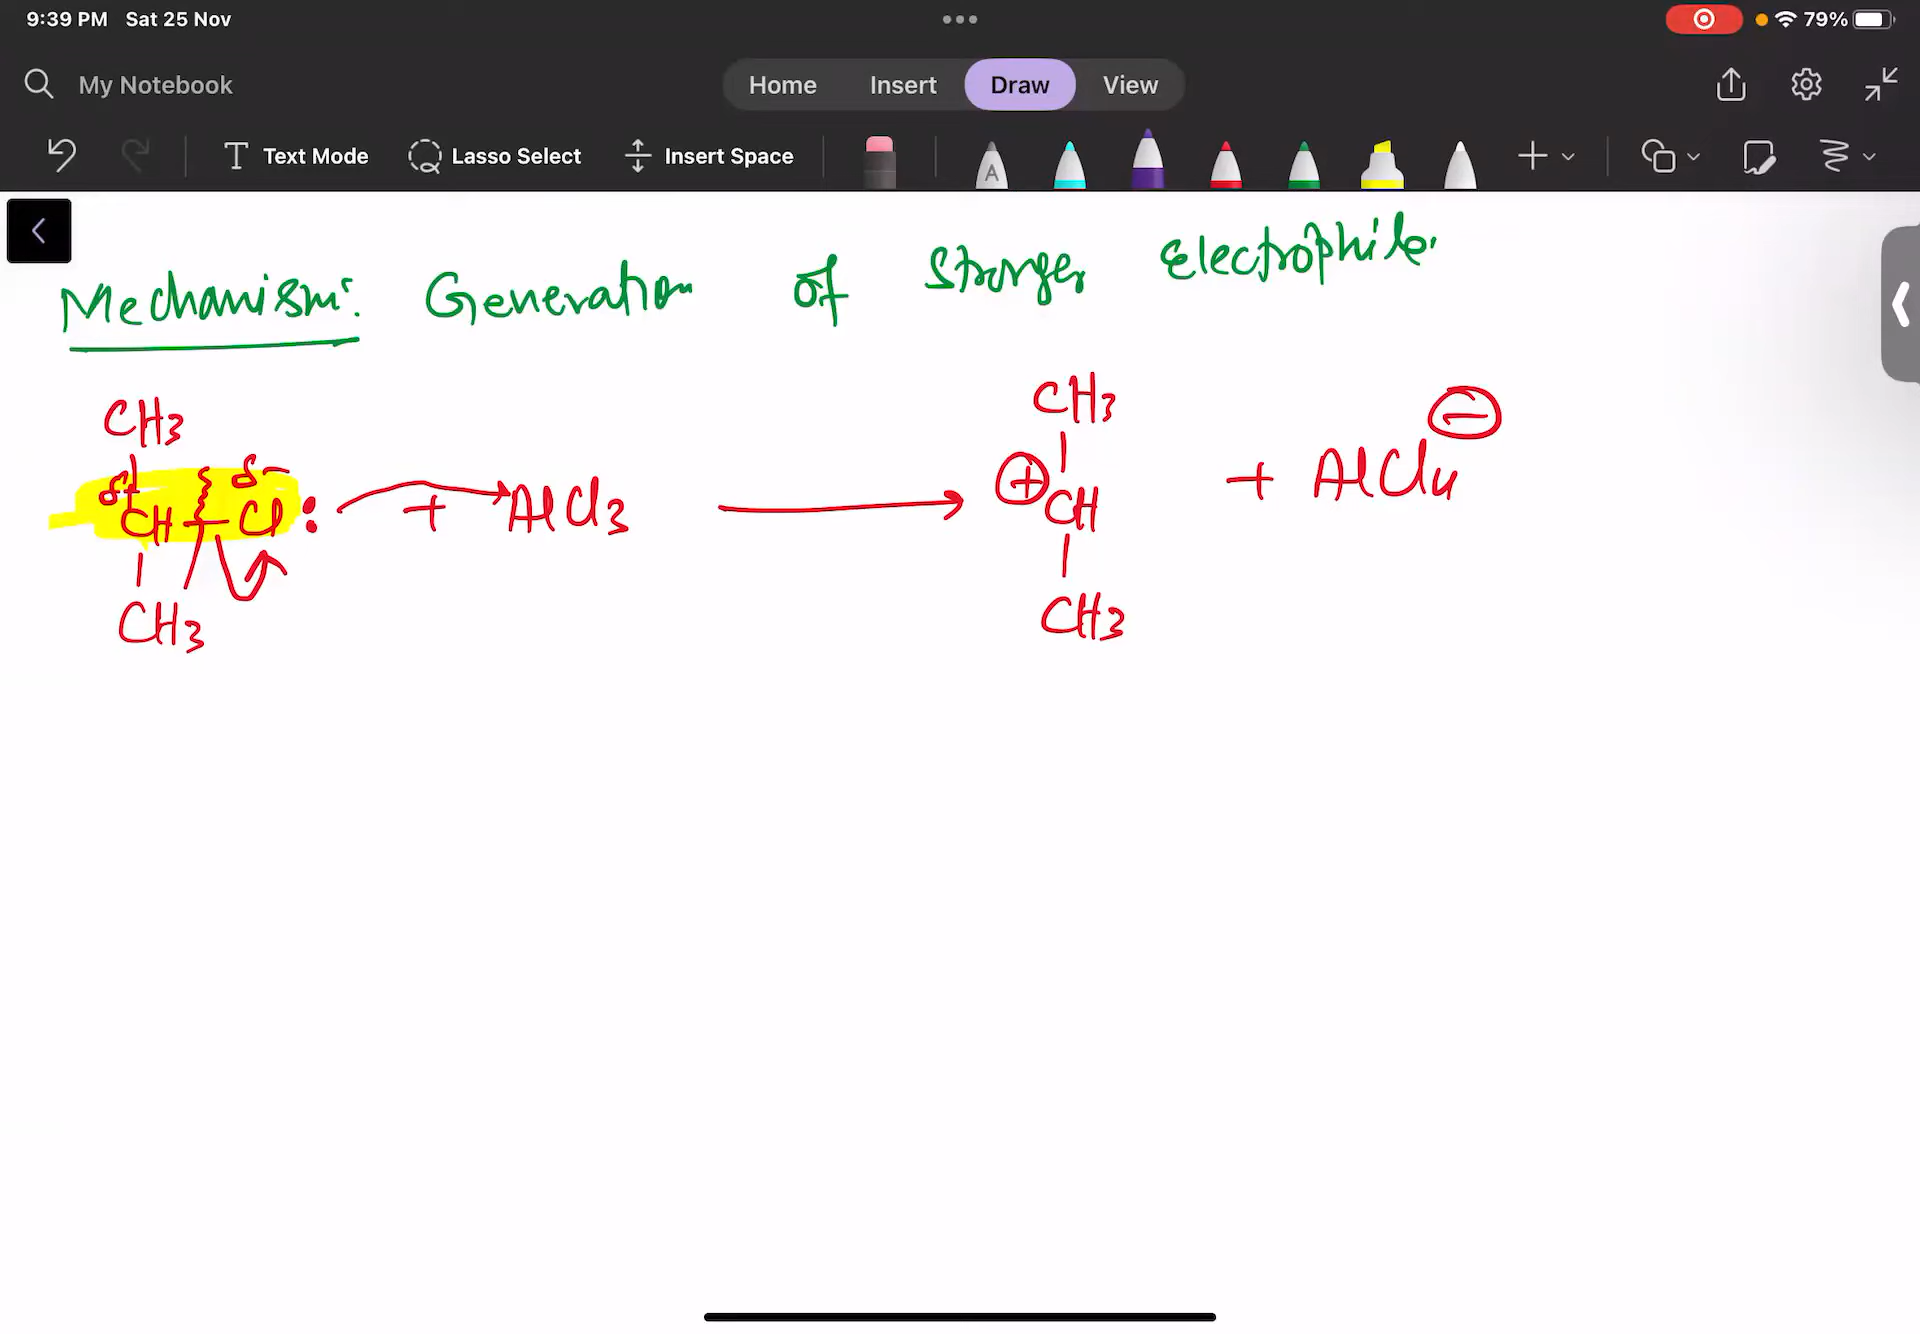 9:39 PM Sat 25 Nov
79%
My Notebook
Home Insert Draw View
Text Mode Lasso Select Insert Space
A
Mechanism: Generation of Stronger Electrophile.
CH3 CH3 ⊖
δ+ δ- ⊕
CH-Cl: + AlCl3 → CH + AlCl4
CH3 CH3